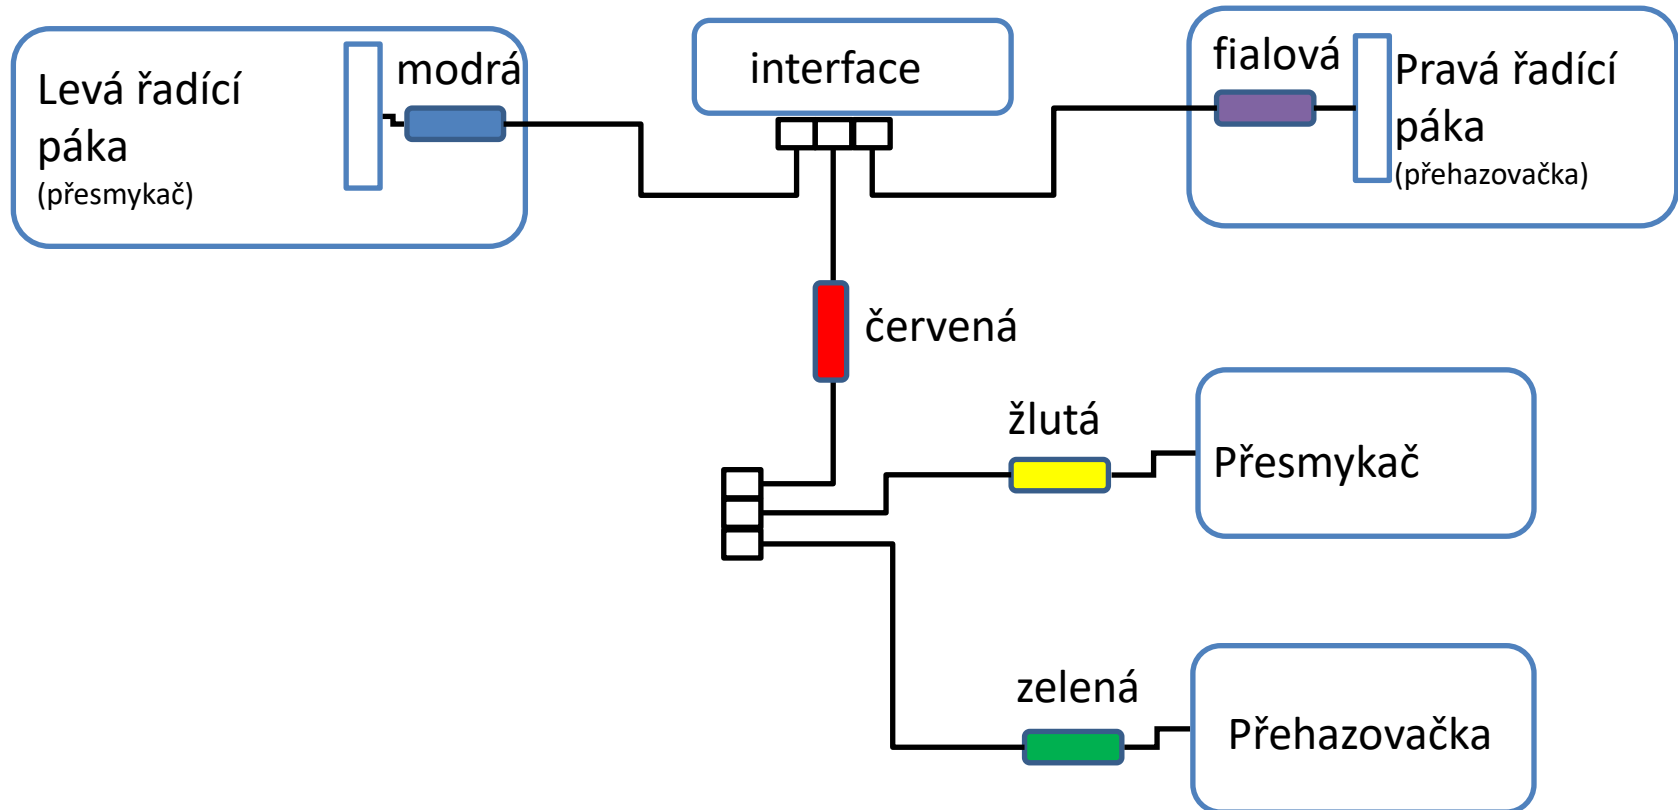 Levá řadící
páka
(přesmykač)
modrá
interface
fialová
Pravá řadící
páka
(přehazovačka)
červená
žlutá
Přesmykač
zelená
Přehazovačka